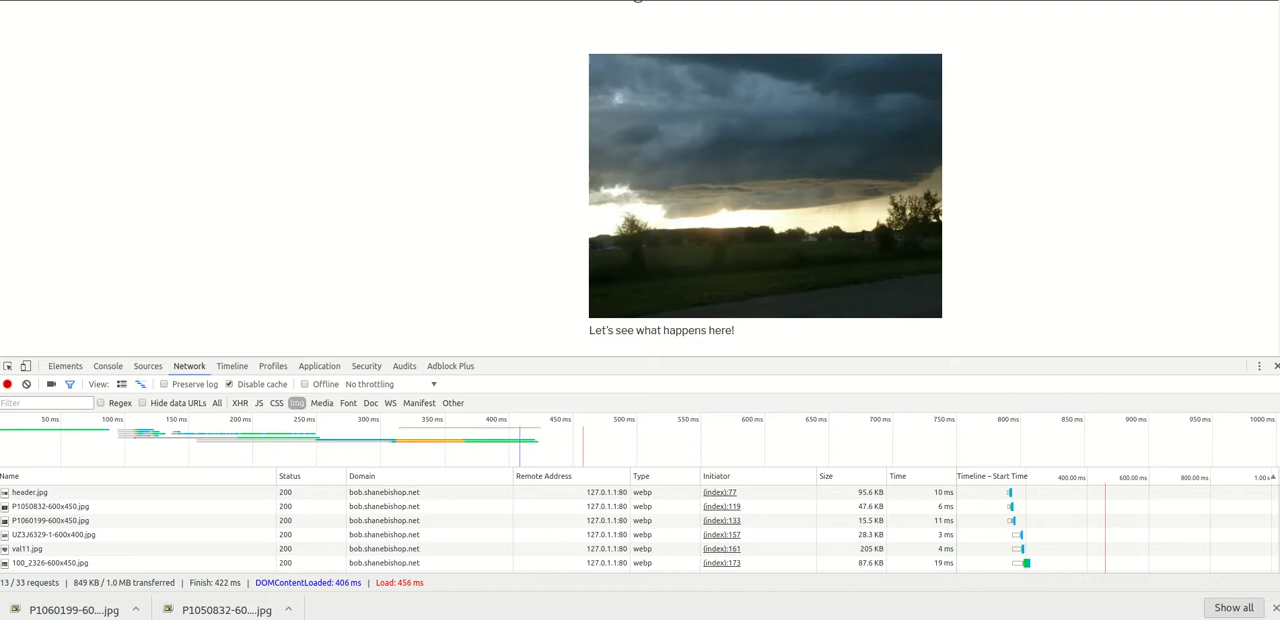 Let's see what happens here!
Elements Console Sources Network Timeline Profiles Application Security Audits Adblock Plus
View: Preserve log Disable cache Offline No throttling
Filter Regex Hide data URLs All XHR JS CSS Img Media Font Doc WS Manifest Other
50 ms 100 ms 150 ms 200 ms 250 ms 300 ms 350 ms 400 ms 450 ms 500 ms 550 ms 600 ms 650 ms 700 ms 750 ms 800 ms 850 ms 900 ms 950 ms 1000 ms
Name Status Domain Remote Address Type Initiator Size Time Timeline – Start Time 400.00 ms 600.00 ms 800.00 ms 1.00 s
header.jpg 200 bob.shanebishop.net 127.0.1.1:80 webp (index):77 95.6 KB 10 ms
P1050832-600x450.jpg 200 bob.shanebishop.net 127.0.1.1:80 webp (index):119 47.6 KB 6 ms
P1060199-600x450.jpg 200 bob.shanebishop.net 127.0.1.1:80 webp (index):133 15.5 KB 11 ms
UZ3J6329-1-600x400.jpg 200 bob.shanebishop.net 127.0.1.1:80 webp (index):157 28.3 KB 3 ms
val11.jpg 200 bob.shanebishop.net 127.0.1.1:80 webp (index):161 205 KB 4 ms
100_2326-600x450.jpg 200 bob.shanebishop.net 127.0.1.1:80 webp (index):173 87.6 KB 19 ms
13 / 33 requests | 849 KB / 1.0 MB transferred | Finish: 422 ms | DOMContentLoaded: 406 ms | Load: 456 ms
P1060199-60....jpg P1050832-60....jpg Show all